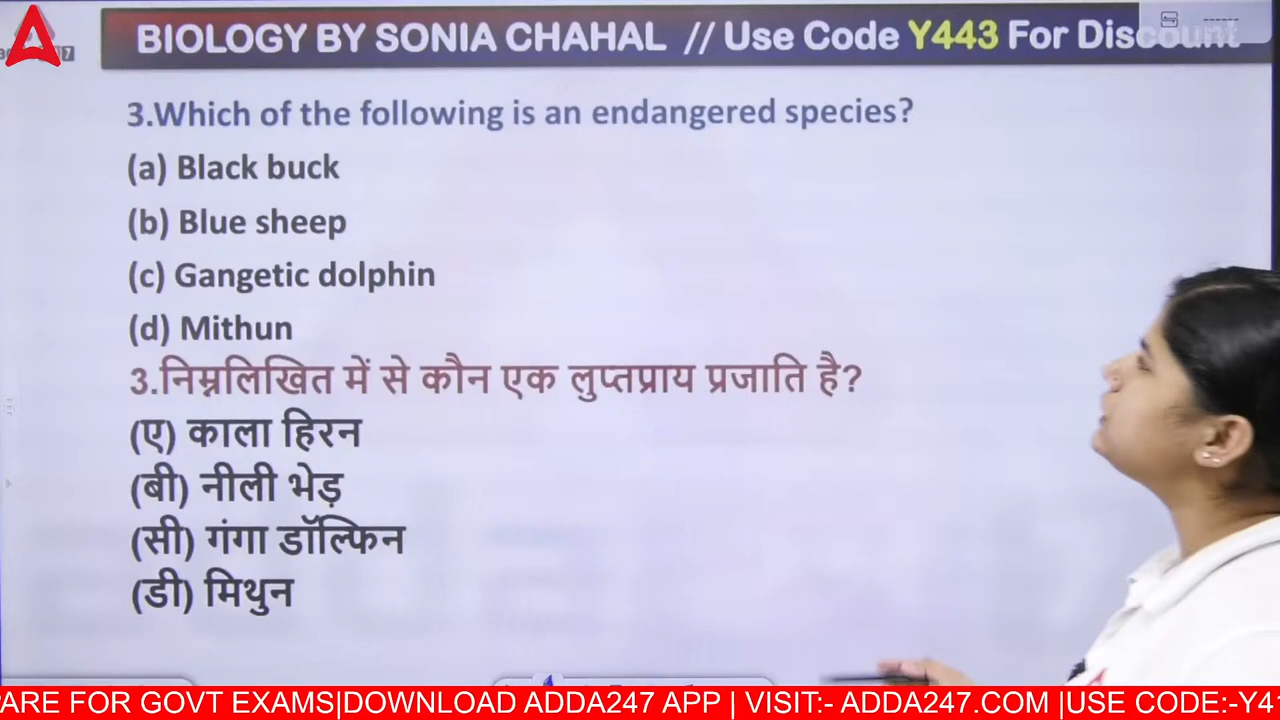 BIOLOGY BY SONIA CHAHAL // Use Code Y443 For Discount
3.Which of the following is an endangered species?
(a) Black buck
(b) Blue sheep
(c) Gangetic dolphin
(d) Mithun
3.निम्नलिखित में से कौन एक लुप्तप्राय प्रजाति है?
(ए) काला हिरन
(बी) नीली भेड़
(सी) गंगा डॉल्फिन
(डी) मिथुन
PARE FOR GOVT EXAMS|DOWNLOAD ADDA247 APP | VISIT:- ADDA247.COM |USE CODE:-Y4